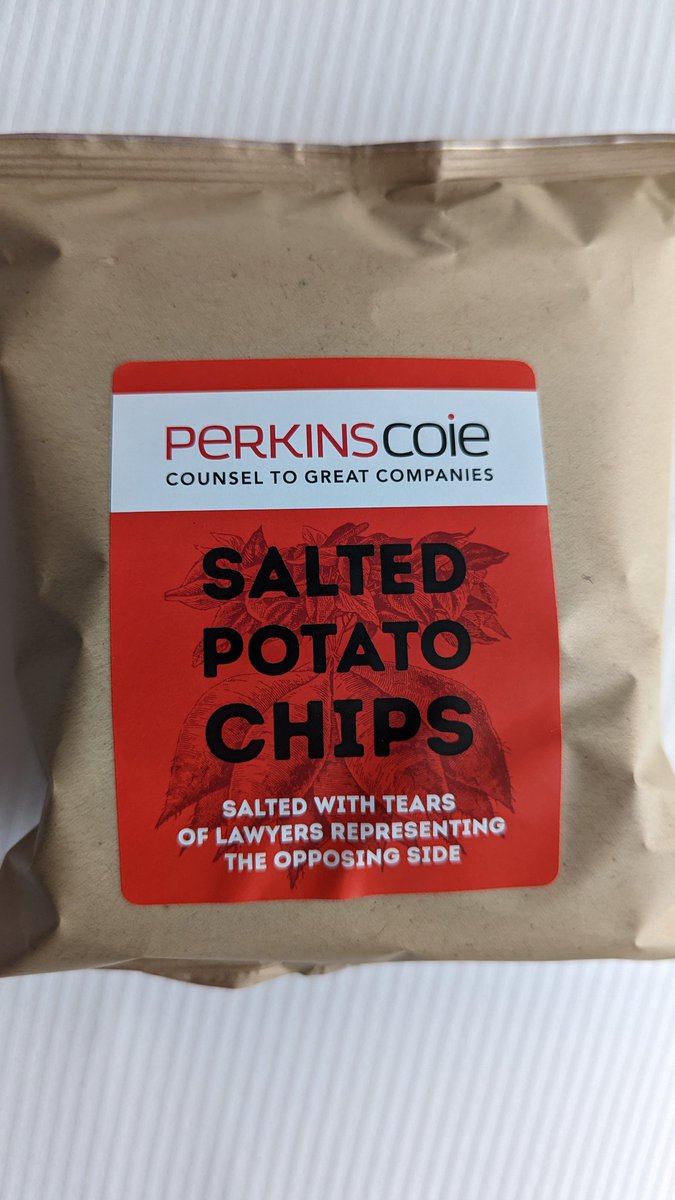 PERKINSCOIE
COUNSEL TO GREAT COMPANIES
SALTED
POTATO
CHIPS
SALTED WITH TEARS
OF LAWYERS REPRESENTING
THE OPPOSING SIDE